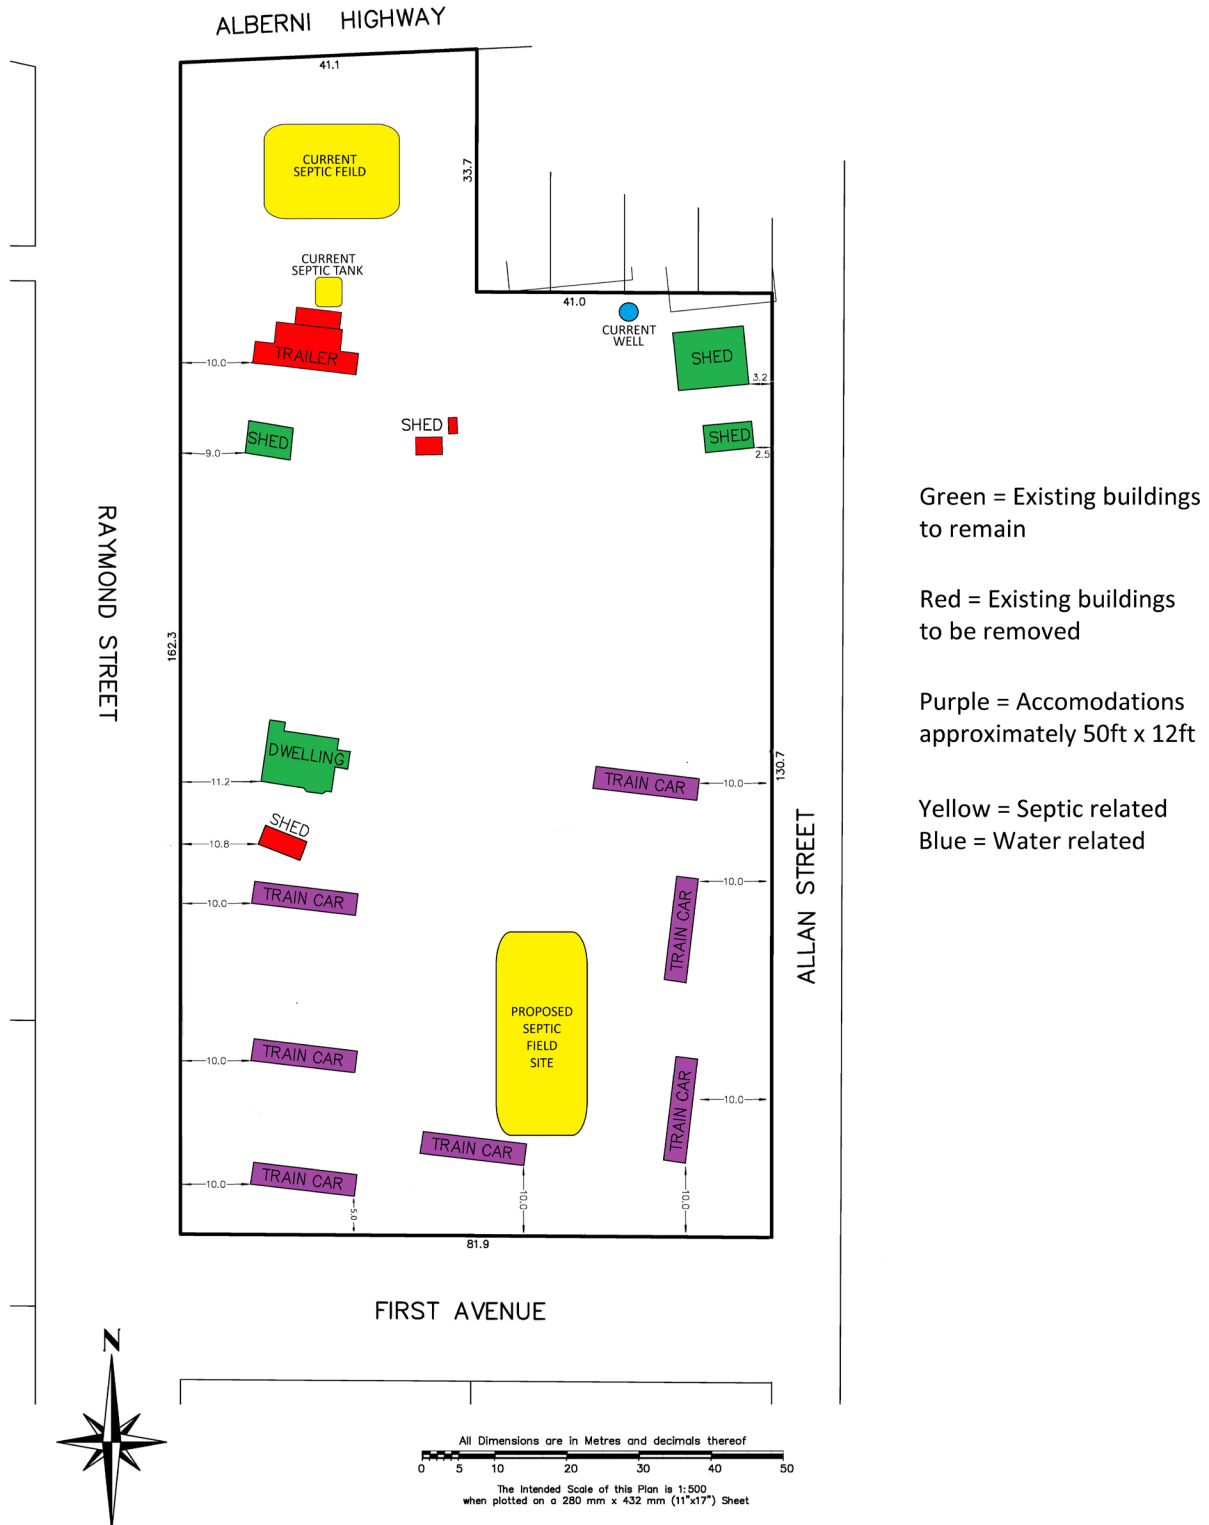 ALBERNI HIGHWAY
41.1
CURRENT
SEPTIC FEILD
33.7
CURRENT
SEPTIC TANK
41.0
CURRENT
WELL
TRAILER
10.0
SHED
3.2
SHED
9.0
SHED
SHED
2.5
Green = Existing buildings
to remain
Red = Existing buildings
to be removed
Purple = Accomodations
approximately 50ft x 12ft
Yellow = Septic related
Blue = Water related
RAYMOND STREET
162.3
DWELLING
11.2
TRAIN CAR
10.0
130.7
SHED
10.8
ALLAN STREET
TRAIN CAR
10.0
TRAIN CAR
10.0
PROPOSED
SEPTIC
FIELD
SITE
TRAIN CAR
10.0
TRAIN CAR
10.0
TRAIN CAR
10.0
TRAIN CAR
10.0
5.0
10.0
81.9
FIRST AVENUE
N
All Dimensions are in Metres and decimals thereof
0 5 10 20 30 40 50
The Intended Scale of this Plan is 1:500
when plotted on a 280 mm x 432 mm (11"x17") Sheet